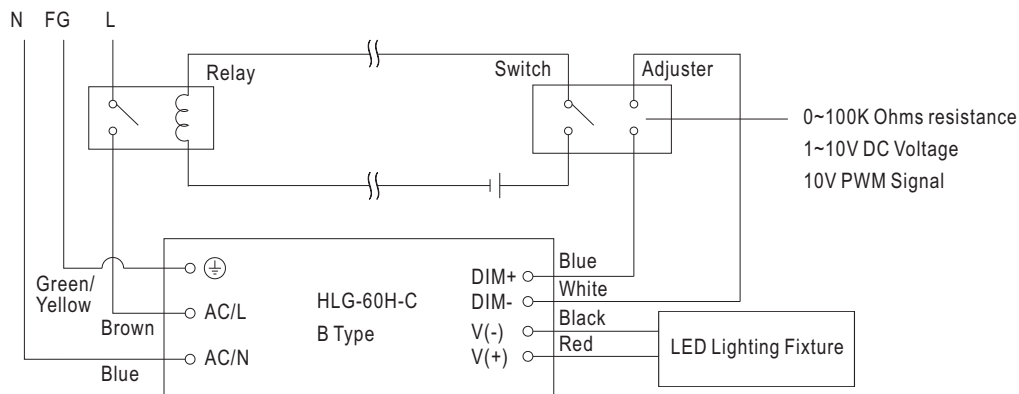 N FG L
Relay
Switch
Adjuster
0~100K Ohms resistance
1~10V DC Voltage
10V PWM Signal
Green/
Yellow
Brown
Blue
AC/L
AC/N
HLG-60H-C
B Type
DIM+
DIM-
V(-)
V(+)
Blue
White
Black
Red
LED Lighting Fixture